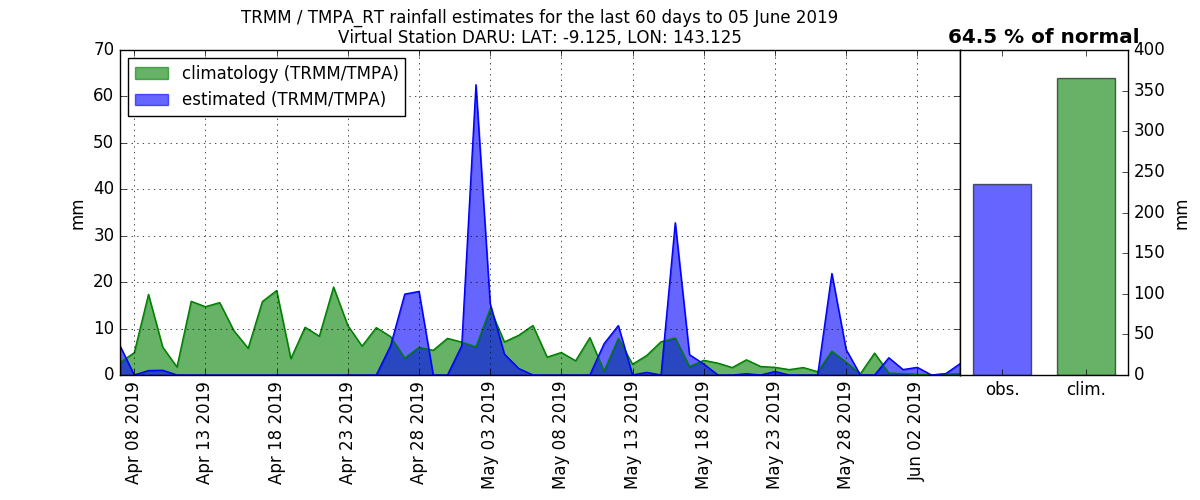 TRMM / TMPA_RT rainfall estimates for the last 60 days to 05 June 2019
Virtual Station DARU: LAT: -9.125, LON: 143.125
64.5 % of normal
climatology (TRMM/TMPA)
estimated (TRMM/TMPA)
70
60
50
40
30
20
10
0
mm
Apr 08 2019
Apr 13 2019
Apr 18 2019
Apr 23 2019
Apr 28 2019
May 03 2019
May 08 2019
May 13 2019
May 18 2019
May 23 2019
May 28 2019
Jun 02 2019
400
350
300
250
200
150
100
50
0
mm
obs.
clim.